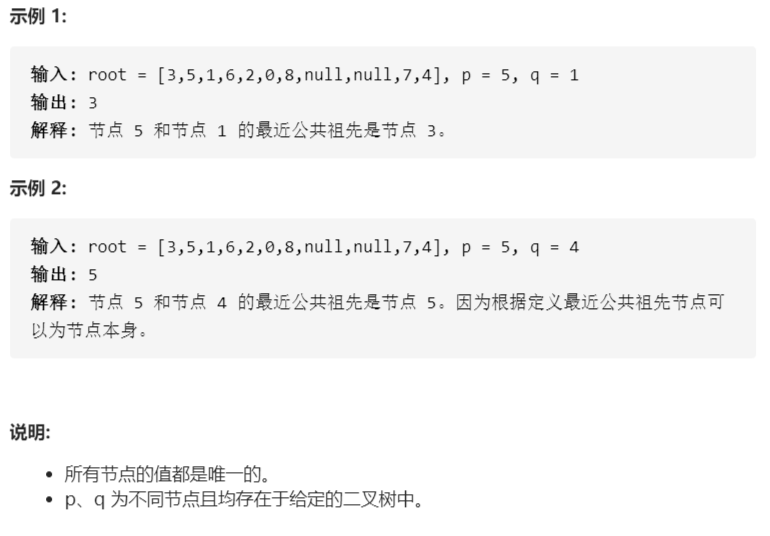 示例 1:
输入: root = [3,5,1,6,2,0,8,null,null,7,4], p = 5, q = 1
输出: 3
解释: 节点 5 和节点 1 的最近公共祖先是节点 3。
示例 2:
输入: root = [3,5,1,6,2,0,8,null,null,7,4], p = 5, q = 4
输出: 5
解释: 节点 5 和节点 4 的最近公共祖先是节点 5。因为根据定义最近公共祖先节点可
以为节点本身。
说明:
• 所有节点的值都是唯一的。
• p、q 为不同节点且均存在于给定的二叉树中。